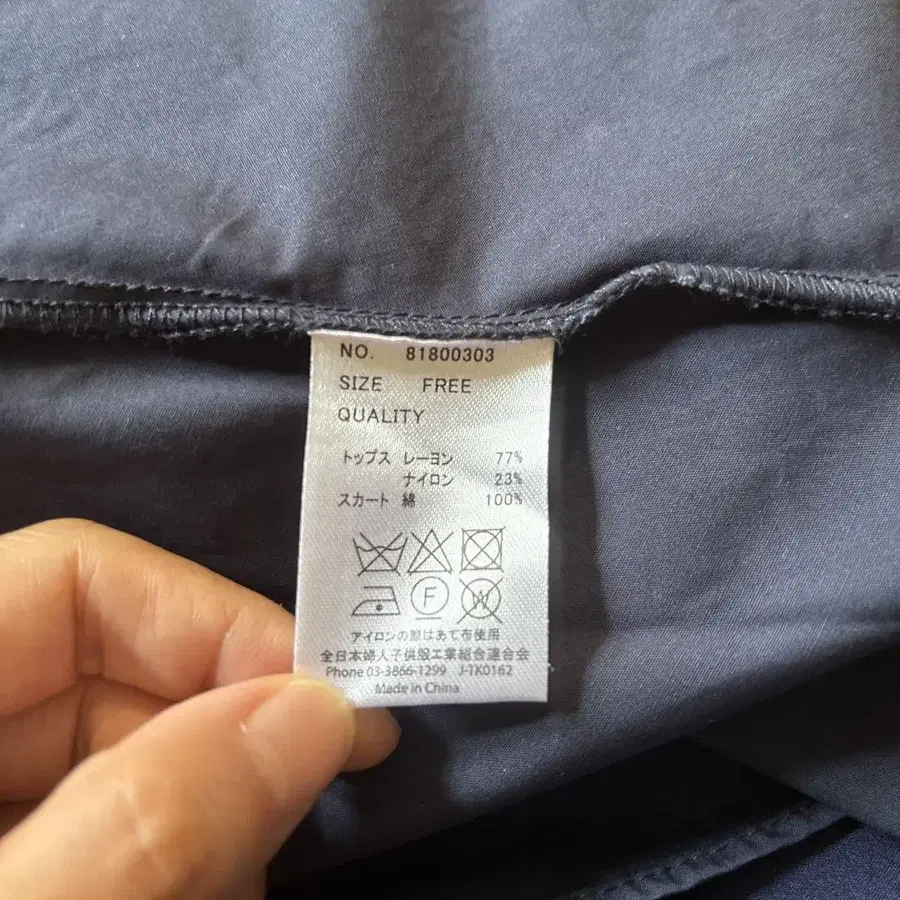 NO. 81800303
SIZE FREE
QUALITY
トップス レーヨン 77%
ナイロン 23%
スカート 綿 100%
F W
アイロンの際はあて布使用
全日本婦人子供服工業組合連合会
Phone 03-3866-1299 J-TK0162
Made in China